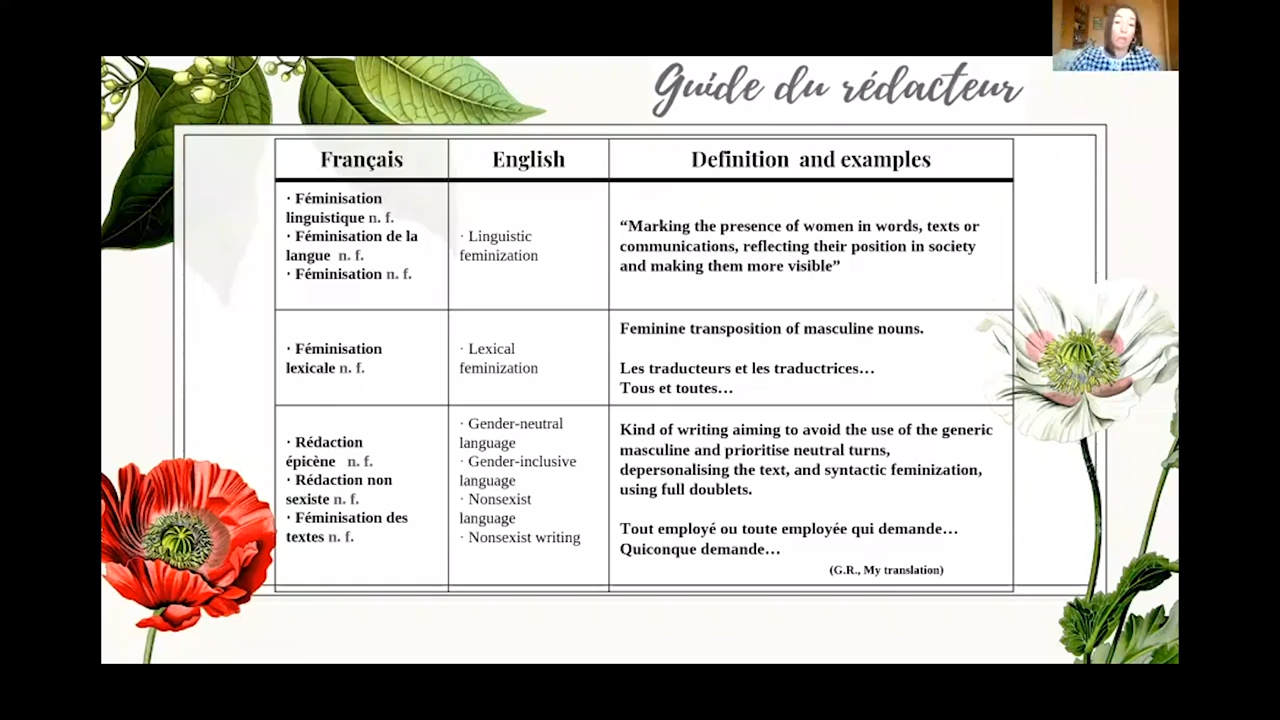 Guide du rédacteur
Français
English
Definition and examples
· Féminisation
linguistique n. f.
· Féminisation de la
langue n. f.
· Féminisation n. f.
· Linguistic
feminization
“Marking the presence of women in words, texts or
communications, reflecting their position in society
and making them more visible”
· Féminisation
lexicale n. f.
· Lexical
feminization
Feminine transposition of masculine nouns.
Les traducteurs et les traductrices…
Tous et toutes…
· Rédaction
épicène n. f.
· Rédaction non
sexiste n. f.
· Féminisation des
textes n. f.
· Gender-neutral
language
· Gender-inclusive
language
· Nonsexist
language
· Nonsexist writing
Kind of writing aiming to avoid the use of the generic
masculine and prioritise neutral turns,
depersonalising the text, and syntactic feminization,
using full doublets.
Tout employé ou toute employée qui demande…
Quiconque demande…
(G.R., My translation)